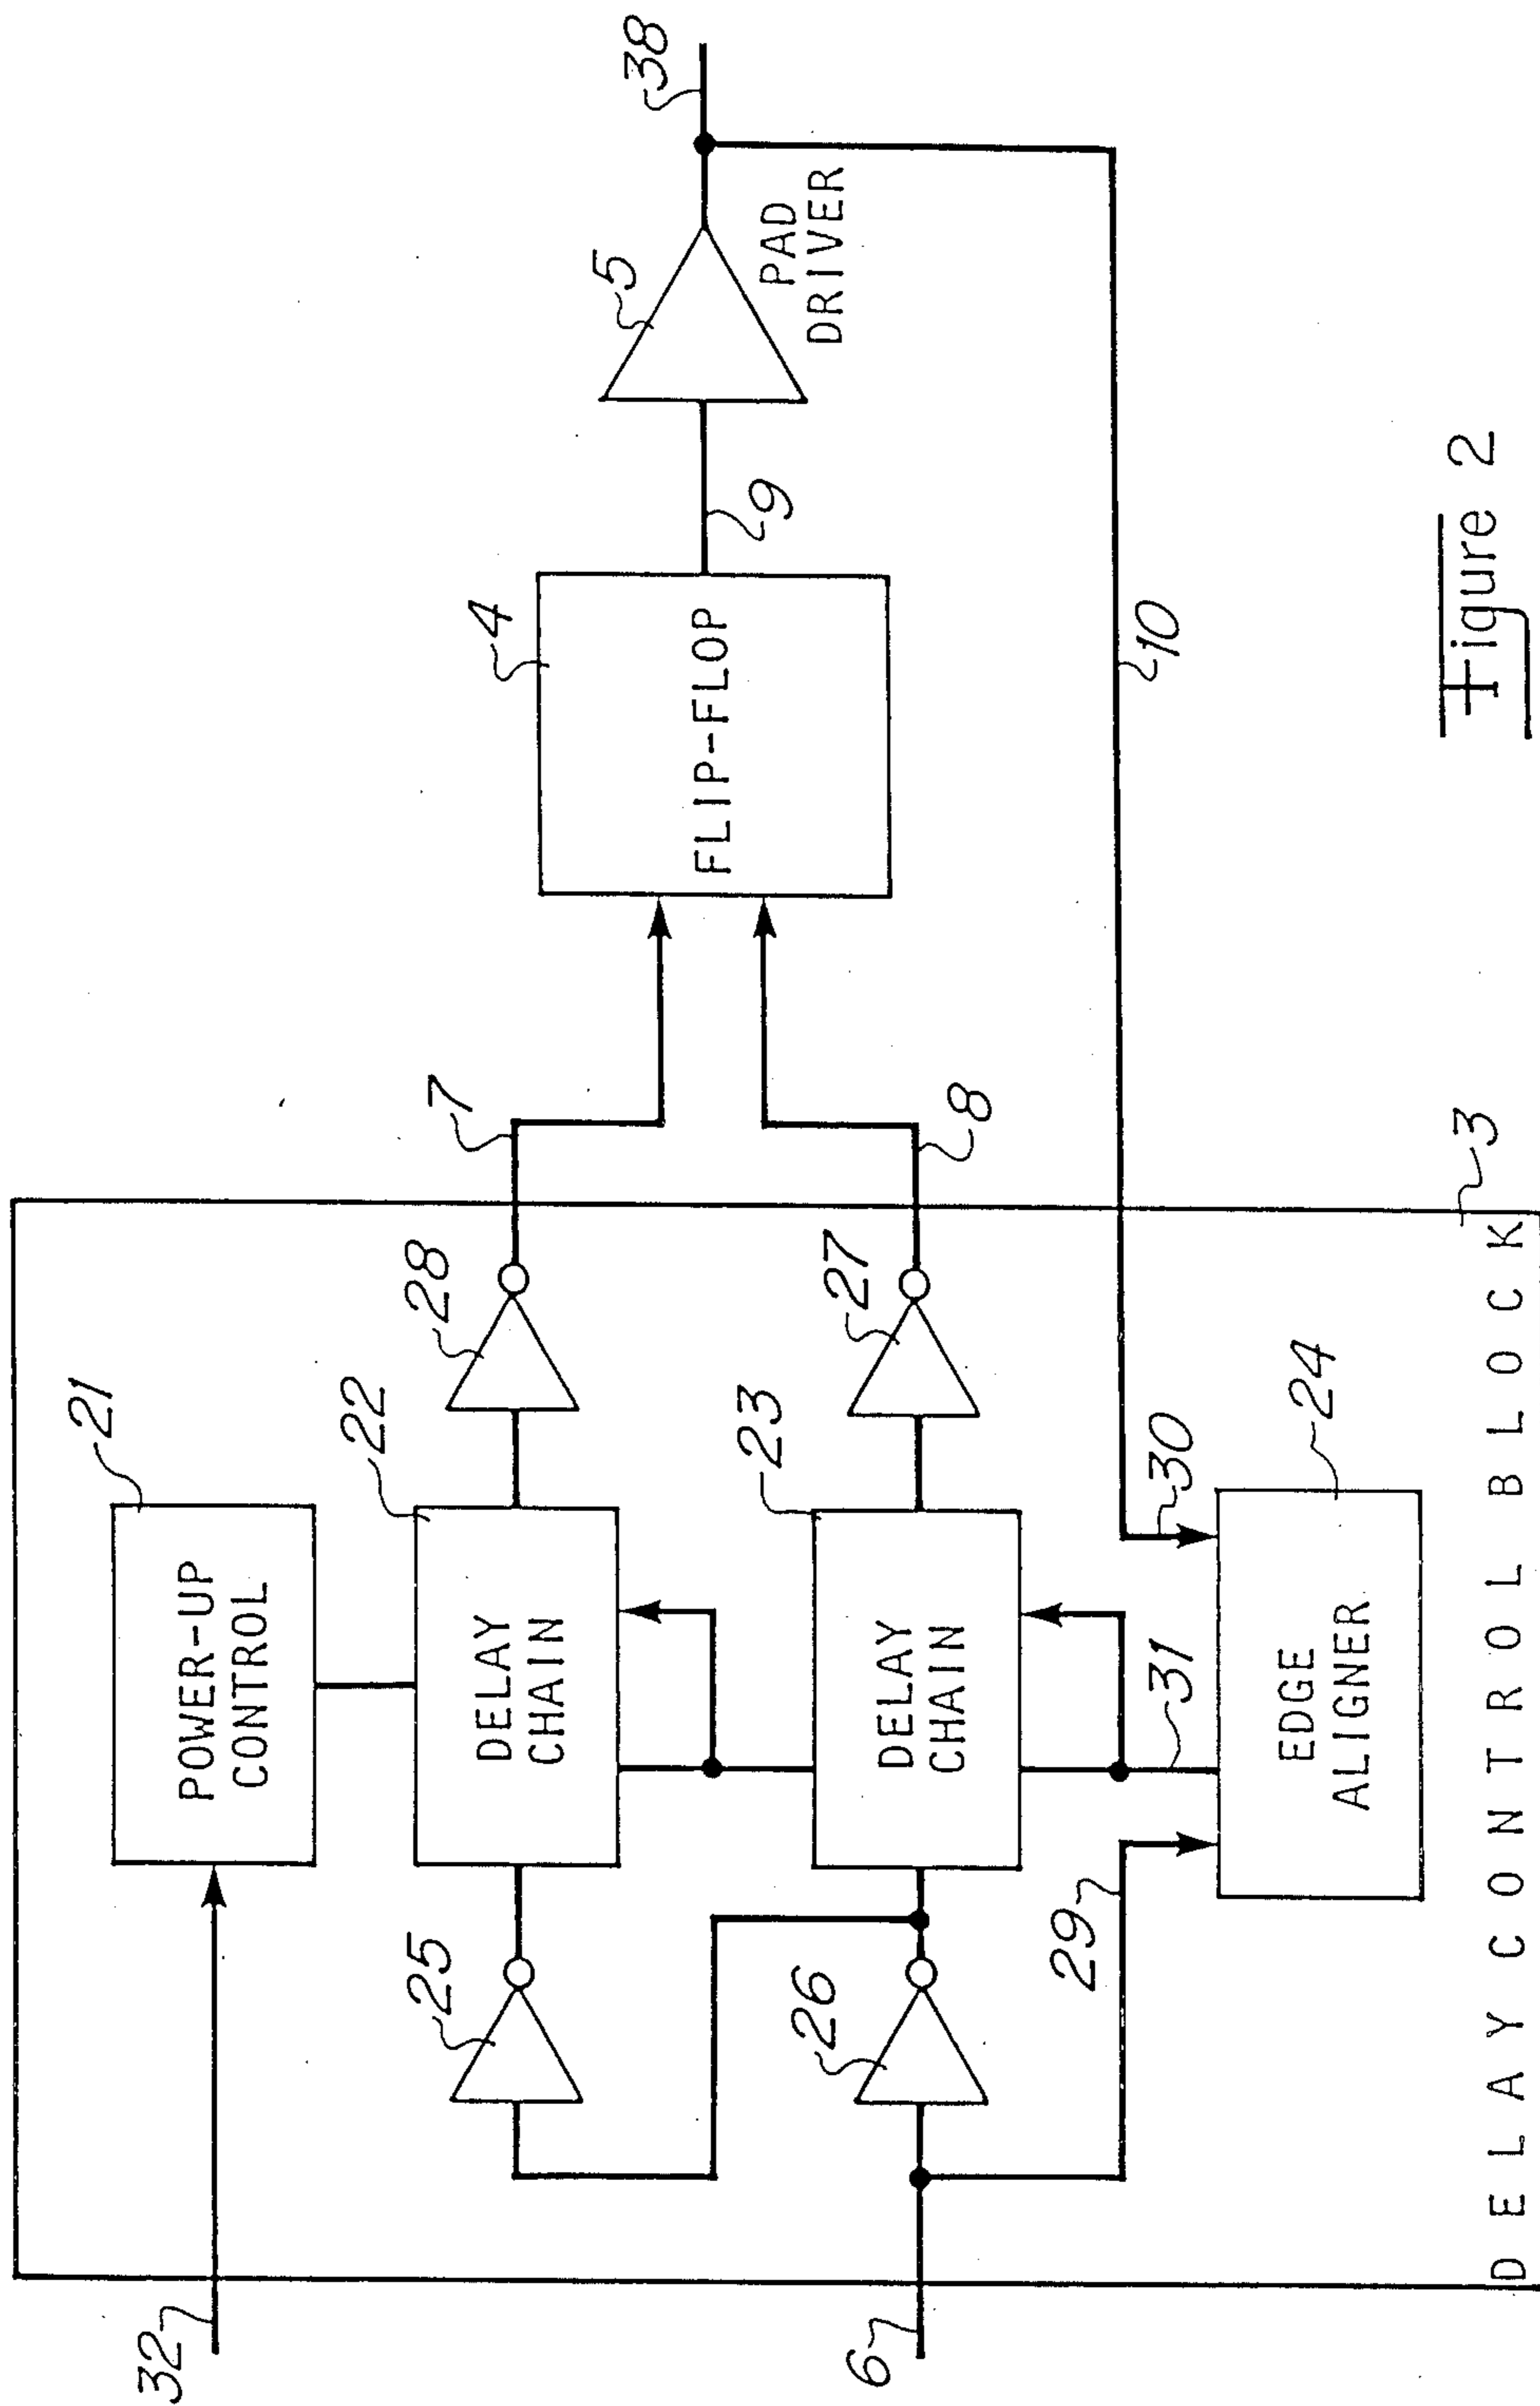 32
21
POWER-UP
CONTROL
25
22
DELAY
CHAIN
28
7
4
FLIP-FLOP
9
5
PAD
DRIVER
38
6
26
23
DELAY
CHAIN
27
8
29
31
30
10
EDGE
ALIGNER
24
DELAY CONTROL BLOCK
3
Figure 2